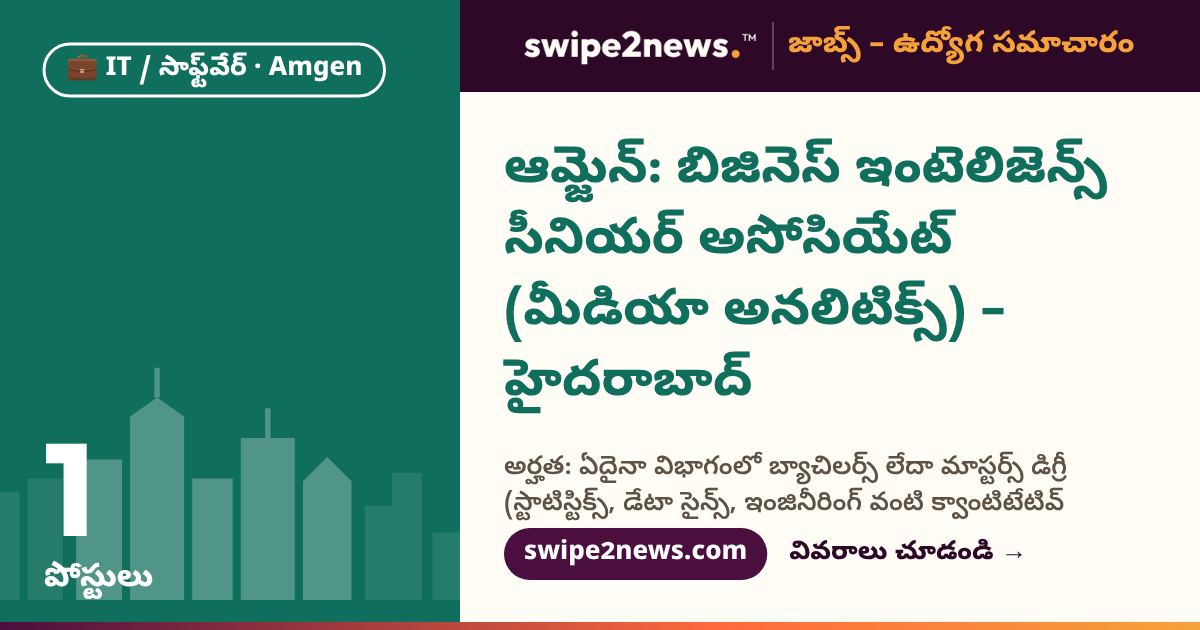 💼 IT / సాఫ్ట్‌వేర్ · Amgen
swipe2news.™ జాబ్స్ – ఉద్యోగ సమాచారం
ఆమ్జెన్: బిజినెస్ ఇంటెలిజెన్స్
సీనియర్ అసోసియేట్
(మీడియా అనలిటిక్స్) –
హైదరాబాద్
అర్హత: ఏదైనా విభాగంలో బ్యాచిలర్స్ లేదా మాస్టర్స్ డిగ్రీ
(స్టాటిస్టిక్స్, డేటా సైన్స్, ఇంజినీరింగ్ వంటి క్వాంటిటేటివ్
swipe2news.com వివరాలు చూడండి →
1
పోస్టులు